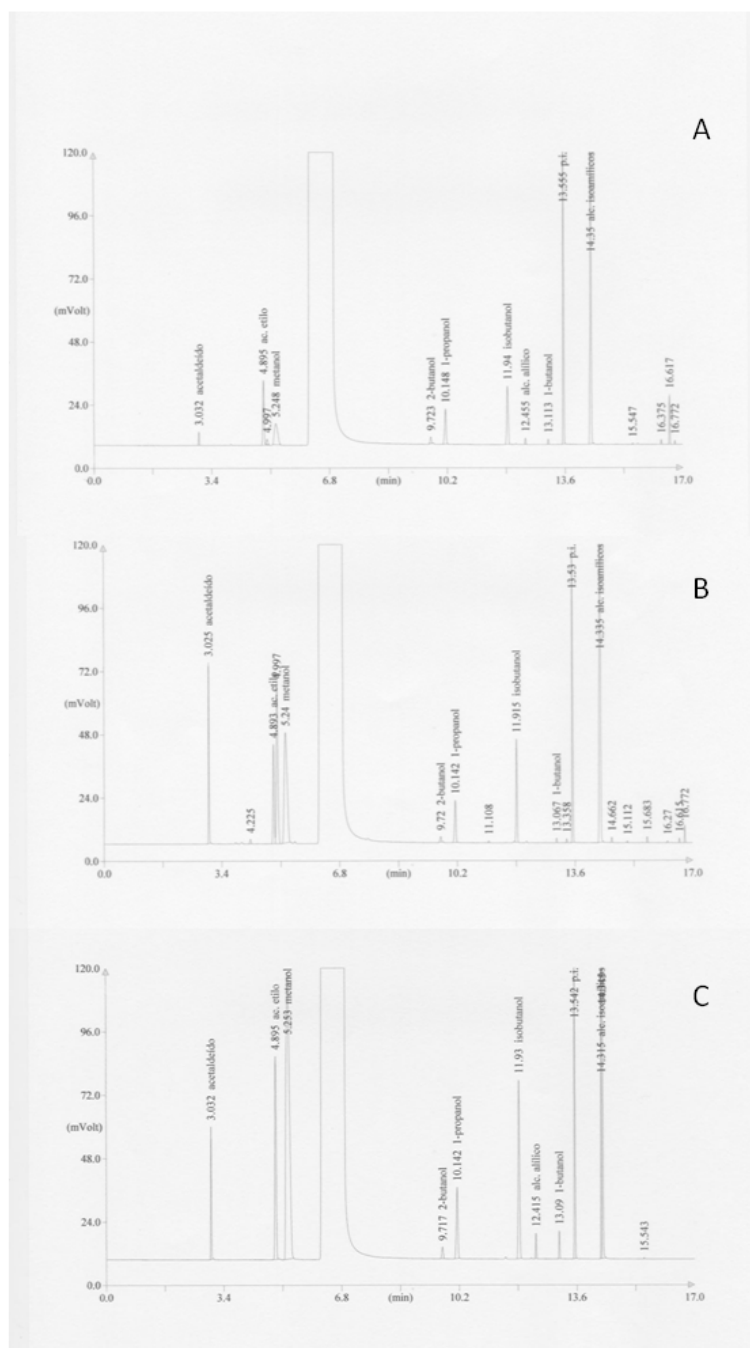 A
120.0
96.0
72.0
(mVolt)
48.0
24.0
0.0
3.032 acetaldeído
4.895 ac. etilo
4.997
5.248 metanol
9.723 2-butanol
10.148 1-propanol
11.94 isobutanol
12.455 alc. alílico
13.113 1-butanol
13.555 p.i.
14.35 alc. isoamílicos
15.547
16.375
16.617
16.772
0.0 3.4 6.8 (min) 10.2 13.6 17.0
B
120.0
96.0
72.0
(mVolt)
48.0
24.0
0.0
3.025 acetaldeído
4.225
4.893 ac. etilo
4.997
5.24 metanol
9.72 2-butanol
10.142 1-propanol
11.108
11.915 isobutanol
13.067 1-butanol
13.358
13.53 p.i.
14.335 alc. isoamílicos
14.662
15.112
15.683
16.27
16.615
16.772
0.0 3.4 6.8 (min) 10.2 13.6 17.0
C
120.0
96.0
72.0
(mVolt)
48.0
24.0
0.0
3.032 acetaldeído
4.895 ac. etilo
5.253 metanol
9.717 2-butanol
10.142 1-propanol
11.93 isobutanol
12.415 alc. alílico
13.09 1-butanol
13.542 p.i.
14.315 alc. isoamílicos
15.543
0.0 3.4 6.8 (min) 10.2 13.6 17.0